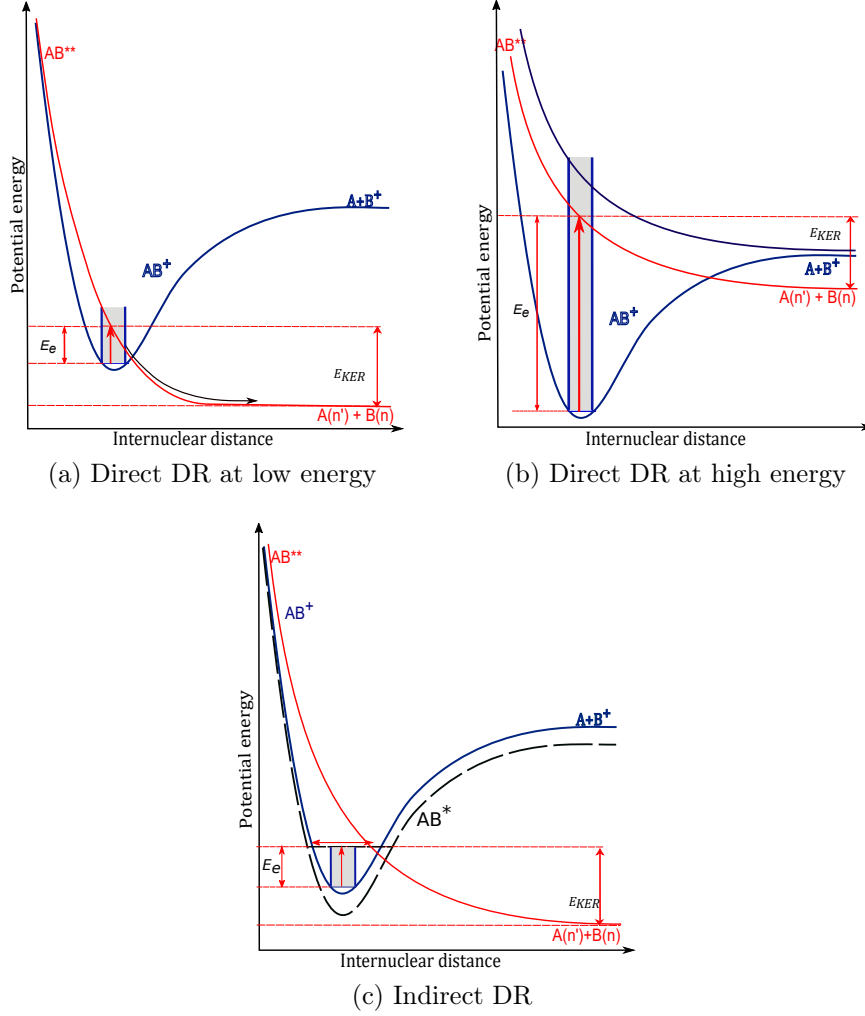 AB**
Potential energy
A+B⁺
AB⁺
Ee
EKER
A(n') + B(n)
Internuclear distance
(a) Direct DR at low energy
AB**
Potential energy
EKER
A+B⁺
A(n') + B(n)
Ee
AB⁺
Internuclear distance
(b) Direct DR at high energy
AB**
AB⁺
Potential energy
A+B⁺
AB*
Ee
EKER
A(n')+B(n)
Internuclear distance
(c) Indirect DR